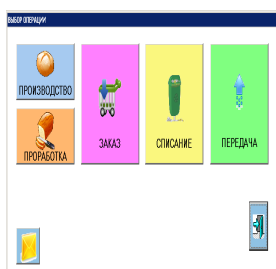 ВЫБОР ОПЕРАЦИИ
ПРОИЗВОДСТВО
ПРОРАБОТКА
ЗАКАЗ
СПИСАНИЕ
ПЕРЕДАЧА